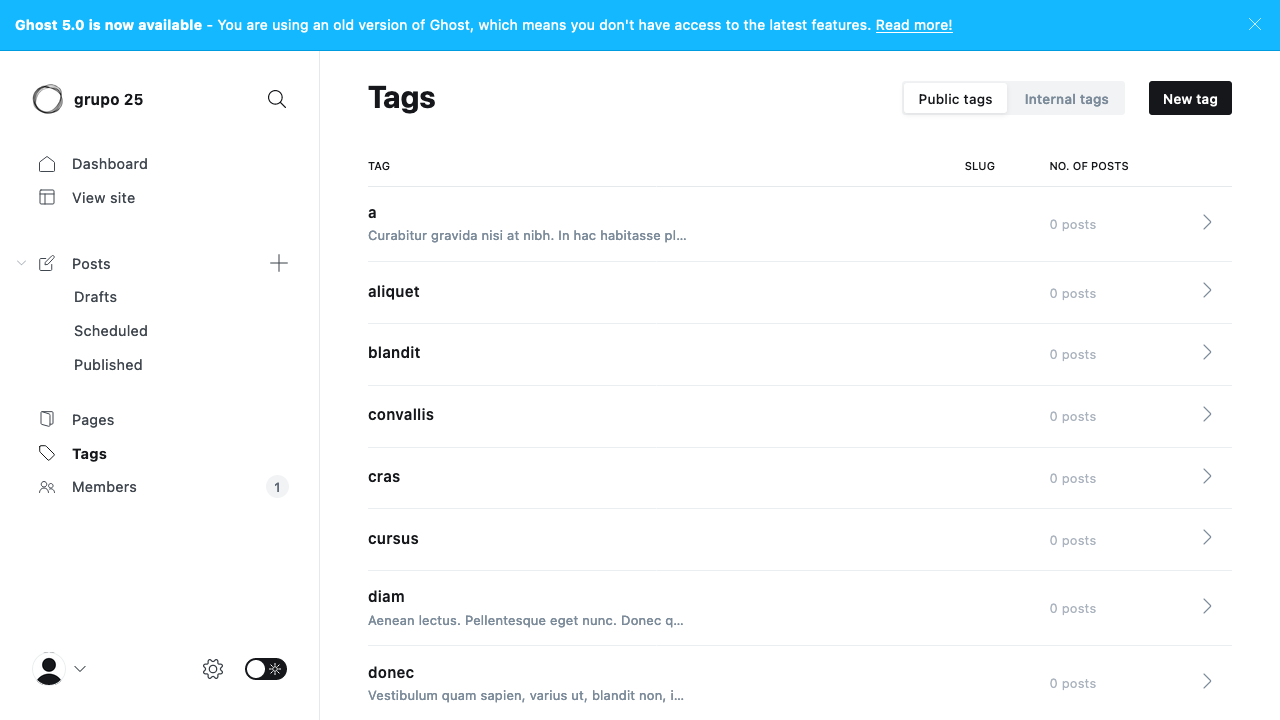 Ghost 5.0 is now available - You are using an old version of Ghost, which means you don't have access to the latest features. Read more!
grupo 25
Dashboard
View site
Posts
Drafts
Scheduled
Published
Pages
Tags
Members 1
Tags
Public tags Internal tags New tag
TAG SLUG NO. OF POSTS
a
Curabitur gravida nisi at nibh. In hac habitasse pl...
0 posts
aliquet 0 posts
blandit 0 posts
convallis 0 posts
cras 0 posts
cursus 0 posts
diam
Aenean lectus. Pellentesque eget nunc. Donec q...
0 posts
donec
Vestibulum quam sapien, varius ut, blandit non, i...
0 posts